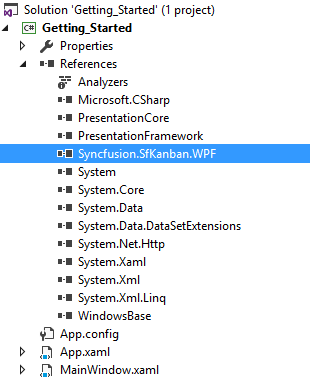 Solution 'Getting_Started' (1 project)
C# Getting_Started
Properties
References
Analyzers
Microsoft.CSharp
PresentationCore
PresentationFramework
Syncfusion.SfKanban.WPF
System
System.Core
System.Data
System.Data.DataSetExtensions
System.Net.Http
System.Xaml
System.Xml
System.Xml.Linq
WindowsBase
App.config
App.xaml
MainWindow.xaml